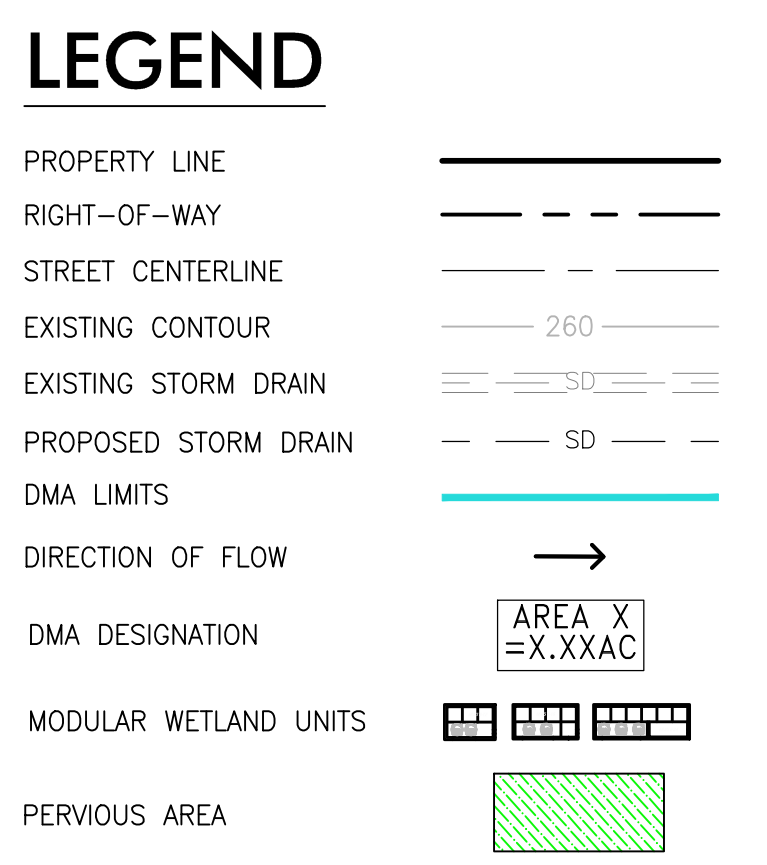 LEGEND
PROPERTY LINE
RIGHT-OF-WAY
STREET CENTERLINE
EXISTING CONTOUR 260
EXISTING STORM DRAIN SD
PROPOSED STORM DRAIN SD
DMA LIMITS
DIRECTION OF FLOW
AREA X
DMA DESIGNATION
=X.XXAC
MODULAR WETLAND UNITS
PERVIOUS AREA